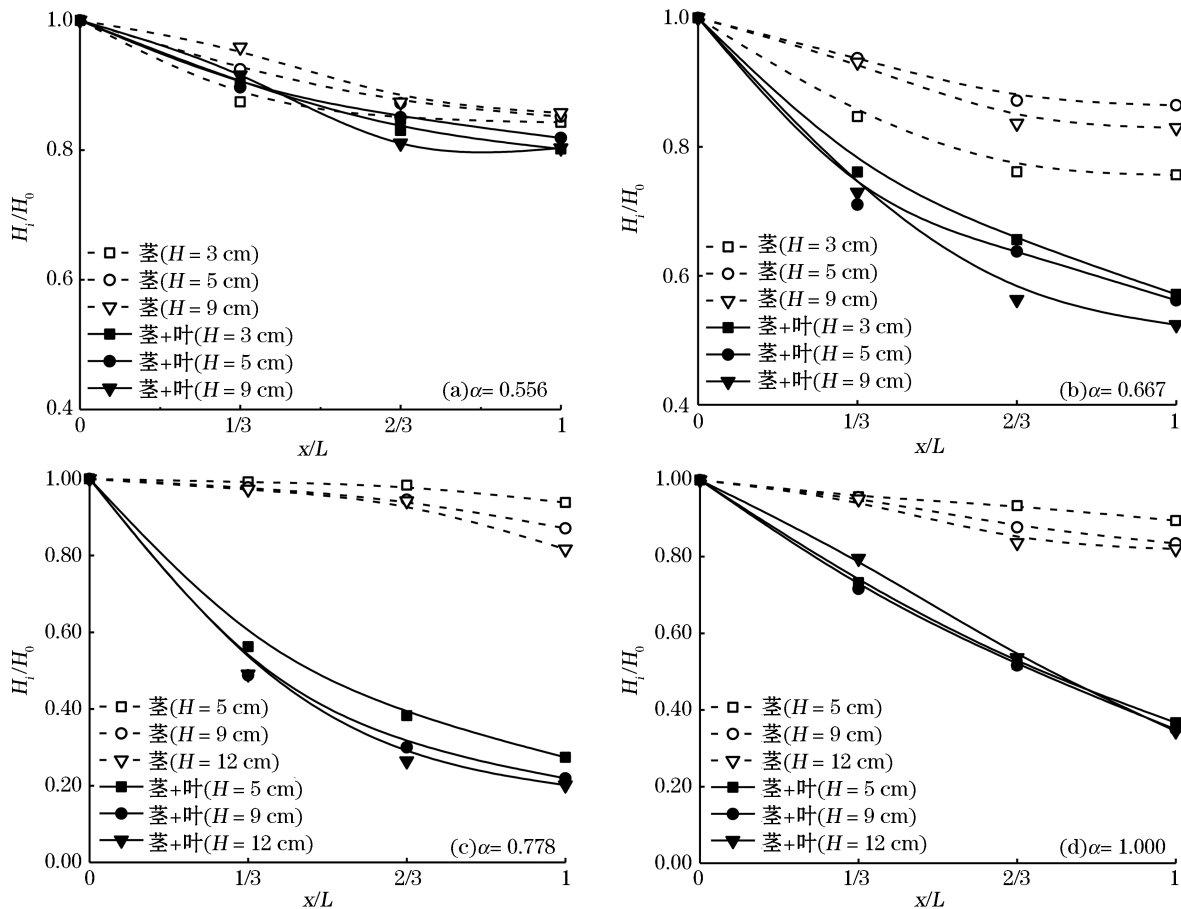 1.0
0.8
0.6
0.4
Hi/H0
茎(H = 3 cm)
茎(H = 5 cm)
茎(H = 9 cm)
茎+叶(H = 3 cm)
茎+叶(H = 5 cm)
茎+叶(H = 9 cm)
(a)α= 0.556
0 1/3 2/3 1
x/L
1.0
0.8
0.6
0.4
Hi/H0
茎(H = 3 cm)
茎(H = 5 cm)
茎(H = 9 cm)
茎+叶(H = 3 cm)
茎+叶(H = 5 cm)
茎+叶(H = 9 cm)
(b)α= 0.667
0 1/3 2/3 1
x/L
1.00
0.80
0.60
0.40
0.20
0.00
Hi/H0
茎(H = 5 cm)
茎(H = 9 cm)
茎(H = 12 cm)
茎+叶(H = 5 cm)
茎+叶(H = 9 cm)
茎+叶(H = 12 cm)
(c)α= 0.778
0 1/3 2/3 1
x/L
1.00
0.80
0.60
0.40
0.20
0.00
Hi/H0
茎(H = 5 cm)
茎(H = 9 cm)
茎(H = 12 cm)
茎+叶(H = 5 cm)
茎+叶(H = 9 cm)
茎+叶(H = 12 cm)
(d)α= 1.000
0 1/3 2/3 1
x/L